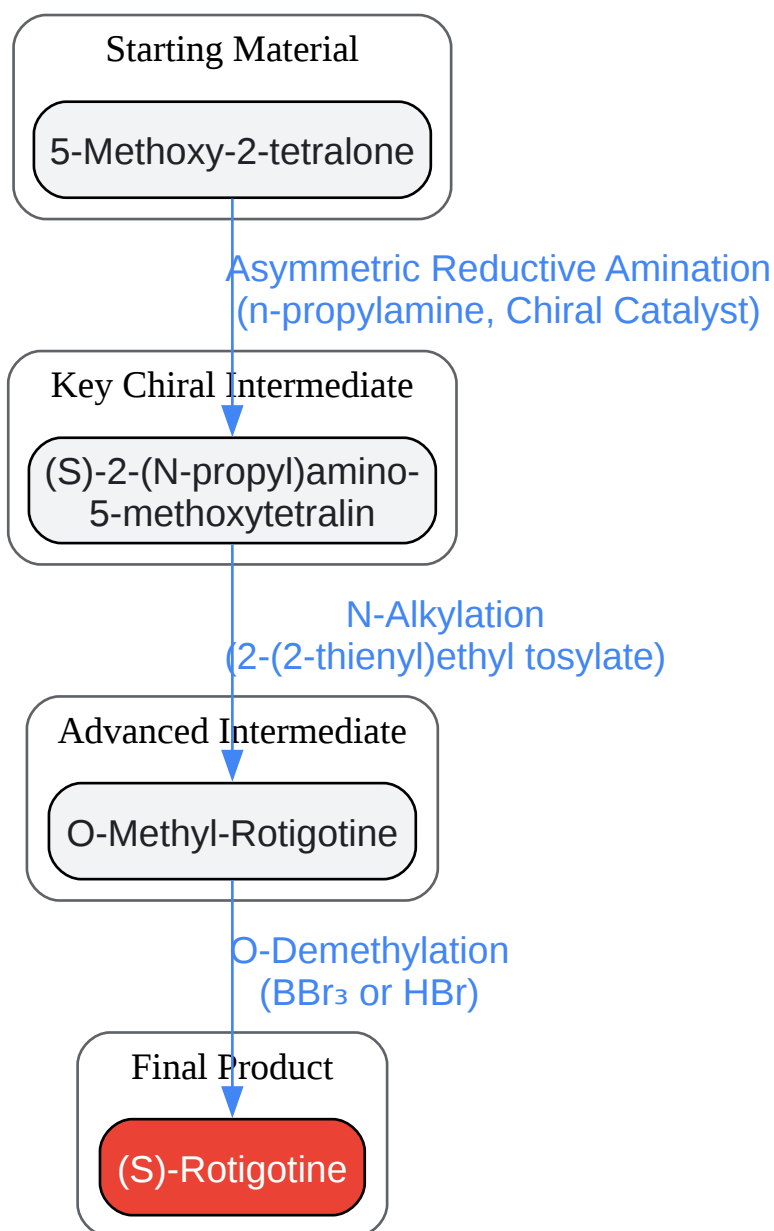 Starting Material
5-Methoxy-2-tetralone
Asymmetric Reductive Amination
(n-propylamine, Chiral Catalyst)
Key Chiral Intermediate
(S)-2-(N-propyl)amino-
5-methoxytetralin
N-Alkylation
(2-(2-thienyl)ethyl tosylate)
Advanced Intermediate
O-Methyl-Rotigotine
O-Demethylation
(BBr₃ or HBr)
Final Product
(S)-Rotigotine